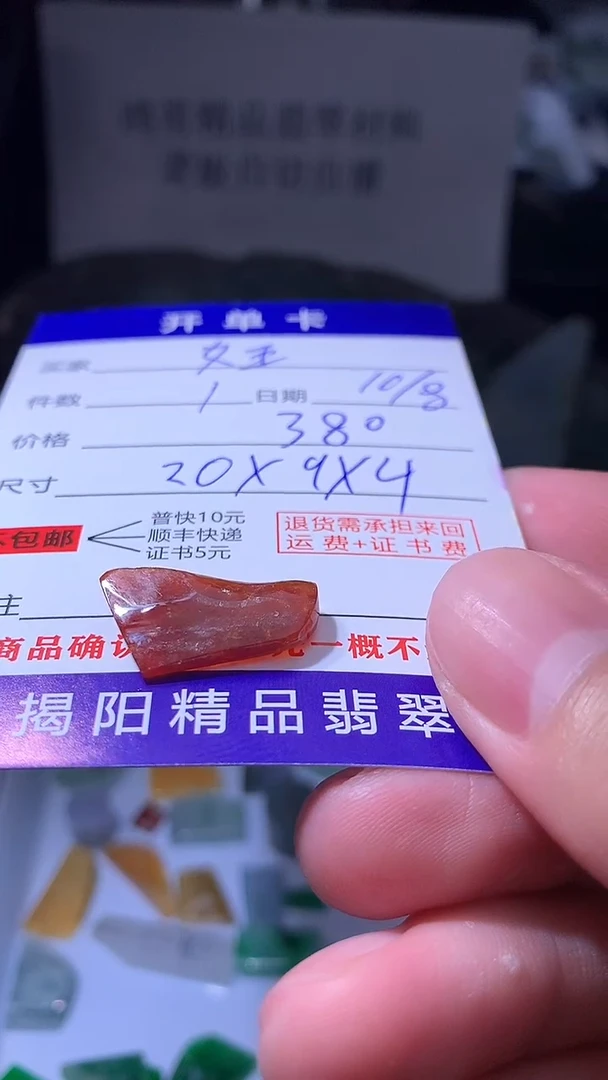 开单卡
买家 女王
件数 1 日期 10/8
价格 380
尺寸 20X9X4
不包邮
普快10元
顺丰快递
证书5元
退货需承担来回
运费+证书费
主
商品确认 一概不
揭阳精品翡翠